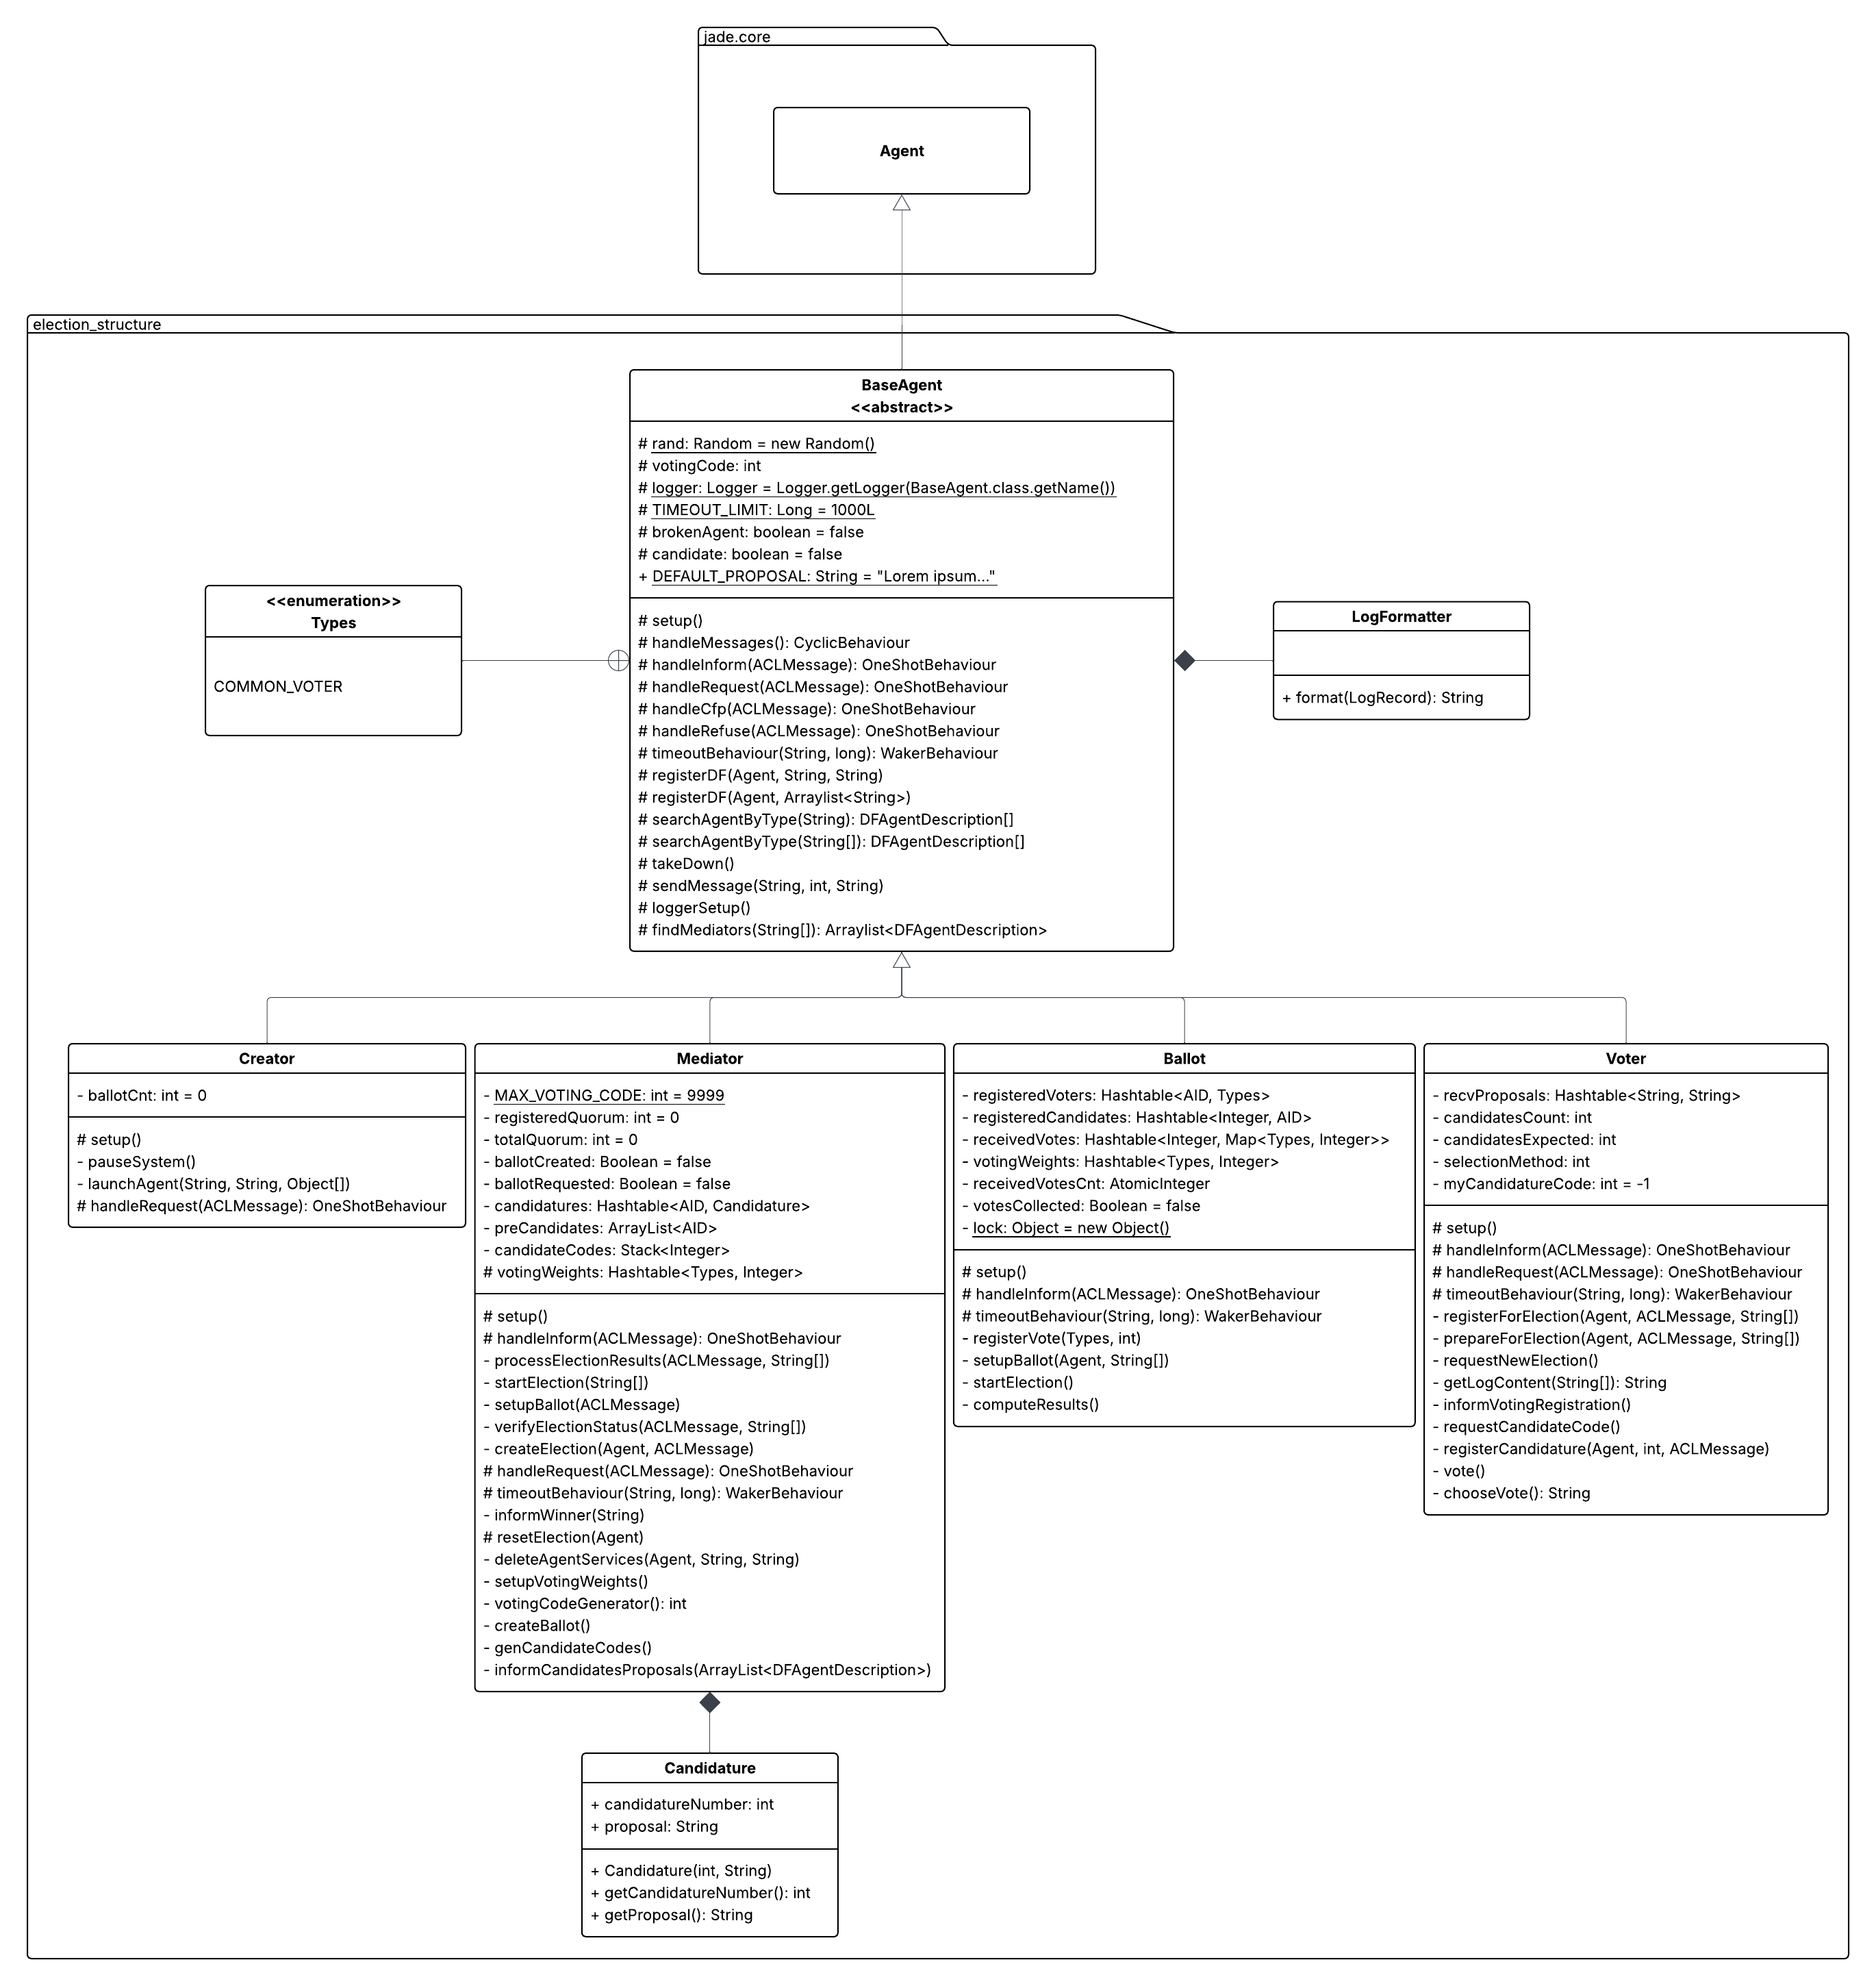 jade.core
Agent
election_structure
BaseAgent
<<abstract>>
# rand: Random = new Random()
# votingCode: int
# logger: Logger = Logger.getLogger(BaseAgent.class.getName())
# TIMEOUT_LIMIT: Long = 1000L
# brokenAgent: boolean = false
# candidate: boolean = false
+ DEFAULT_PROPOSAL: String = "Lorem ipsum..."
# setup()
# handleMessages(): CyclicBehaviour
# handleInform(ACLMessage): OneShotBehaviour
# handleRequest(ACLMessage): OneShotBehaviour
# handleCfp(ACLMessage): OneShotBehaviour
# handleRefuse(ACLMessage): OneShotBehaviour
# timeoutBehaviour(String, long): WakerBehaviour
# registerDF(Agent, String, String)
# registerDF(Agent, Arraylist<String>)
# searchAgentByType(String): DFAgentDescription[]
# searchAgentByType(String[]): DFAgentDescription[]
# takeDown()
# sendMessage(String, int, String)
# loggerSetup()
# findMediators(String[]): Arraylist<DFAgentDescription>
<<enumeration>>
Types
COMMON_VOTER
LogFormatter
+ format(LogRecord): String
Creator
- ballotCnt: int = 0
# setup()
- pauseSystem()
- launchAgent(String, String, Object[])
# handleRequest(ACLMessage): OneShotBehaviour
Mediator
- MAX_VOTING_CODE: int = 9999
- registeredQuorum: int = 0
- totalQuorum: int = 0
- ballotCreated: Boolean = false
- ballotRequested: Boolean = false
- candidatures: Hashtable<AID, Candidature>
- preCandidates: ArrayList<AID>
- candidateCodes: Stack<Integer>
# votingWeights: Hashtable<Types, Integer>
# setup()
# handleInform(ACLMessage): OneShotBehaviour
- processElectionResults(ACLMessage, String[])
- startElection(String[])
- setupBallot(ACLMessage)
- verifyElectionStatus(ACLMessage, String[])
- createElection(Agent, ACLMessage)
# handleRequest(ACLMessage): OneShotBehaviour
# timeoutBehaviour(String, long): WakerBehaviour
- informWinner(String)
# resetElection(Agent)
- deleteAgentServices(Agent, String, String)
- setupVotingWeights()
- votingCodeGenerator(): int
- createBallot()
- genCandidateCodes()
- informCandidatesProposals(ArrayList<DFAgentDescription>)
Ballot
- registeredVoters: Hashtable<AID, Types>
- registeredCandidates: Hashtable<Integer, AID>
- receivedVotes: Hashtable<Integer, Map<Types, Integer>>
- votingWeights: Hashtable<Types, Integer>
- receivedVotesCnt: AtomicInteger
- votesCollected: Boolean = false
- lock: Object = new Object()
# setup()
# handleInform(ACLMessage): OneShotBehaviour
# timeoutBehaviour(String, long): WakerBehaviour
- registerVote(Types, int)
- setupBallot(Agent, String[])
- startElection()
- computeResults()
Voter
- recvProposals: Hashtable<String, String>
- candidatesCount: int
- candidatesExpected: int
- selectionMethod: int
- myCandidatureCode: int = -1
# setup()
# handleInform(ACLMessage): OneShotBehaviour
# handleRequest(ACLMessage): OneShotBehaviour
# timeoutBehaviour(String, long): WakerBehaviour
- registerForElection(Agent, ACLMessage, String[])
- prepareForElection(Agent, ACLMessage, String[])
- requestNewElection()
- getLogContent(String[]): String
- informVotingRegistration()
- requestCandidateCode()
- registerCandidature(Agent, int, ACLMessage)
- vote()
- chooseVote(): String
Candidature
+ candidatureNumber: int
+ proposal: String
+ Candidature(int, String)
+ getCandidatureNumber(): int
+ getProposal(): String